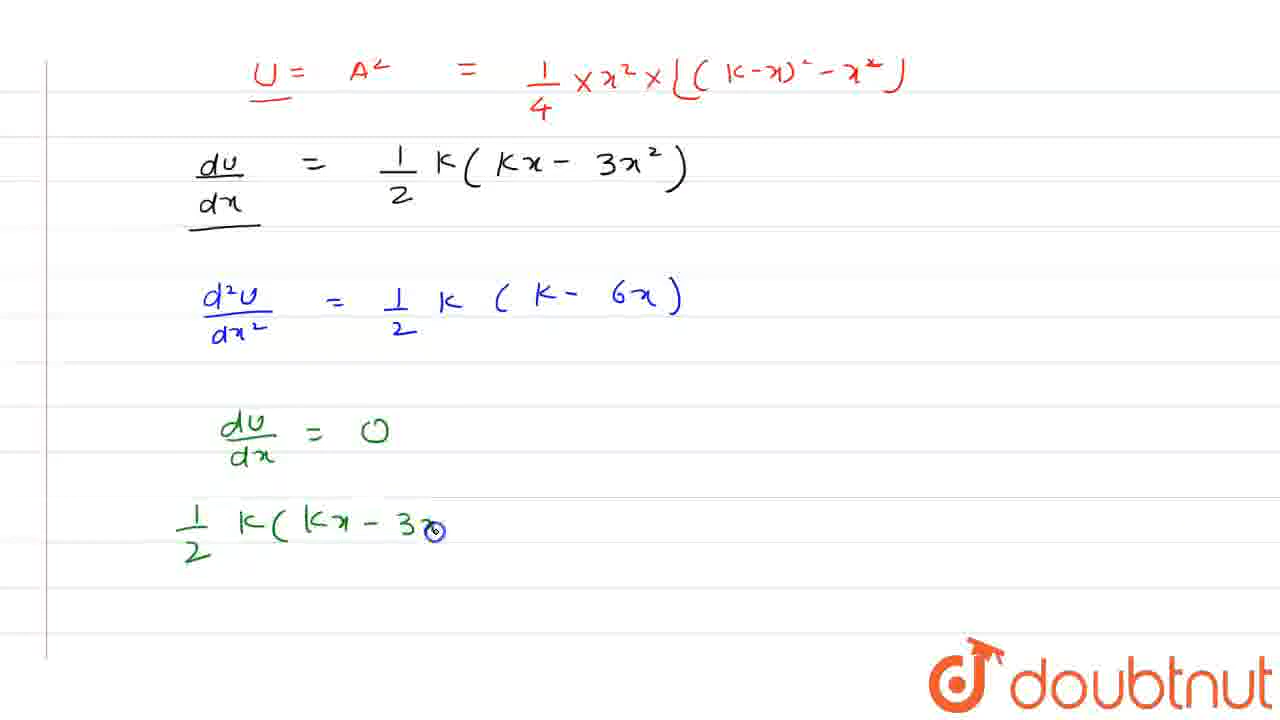 U = A² = 1/4 × x² × [(k-x)² - x²]
du/dx = 1/2 k(kx - 3x²)
d²u/dx² = 1/2 k (k - 6x)
du/dx = 0
1/2 k(kx - 3x
doubtnut